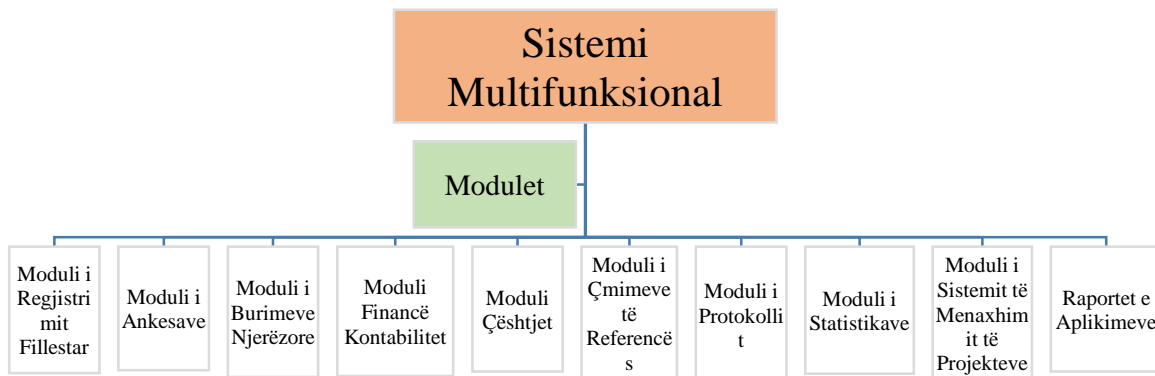 Sistemi
Multifunksional
Modulet
Moduli i
Regjistri
mit
Fillestar
Moduli i
Ankesave
Moduli i
Burimeve
Njerëzore
Moduli
Financë
Kontabilitet
Moduli
Çështjet
Moduli i
Çmimeve
të
Referencë
s
Moduli i
Protokolli
t
Moduli i
Statistikave
Moduli i
Sistemit të
Menaxhim
it të
Projekteve
Raportet e
Aplikimeve